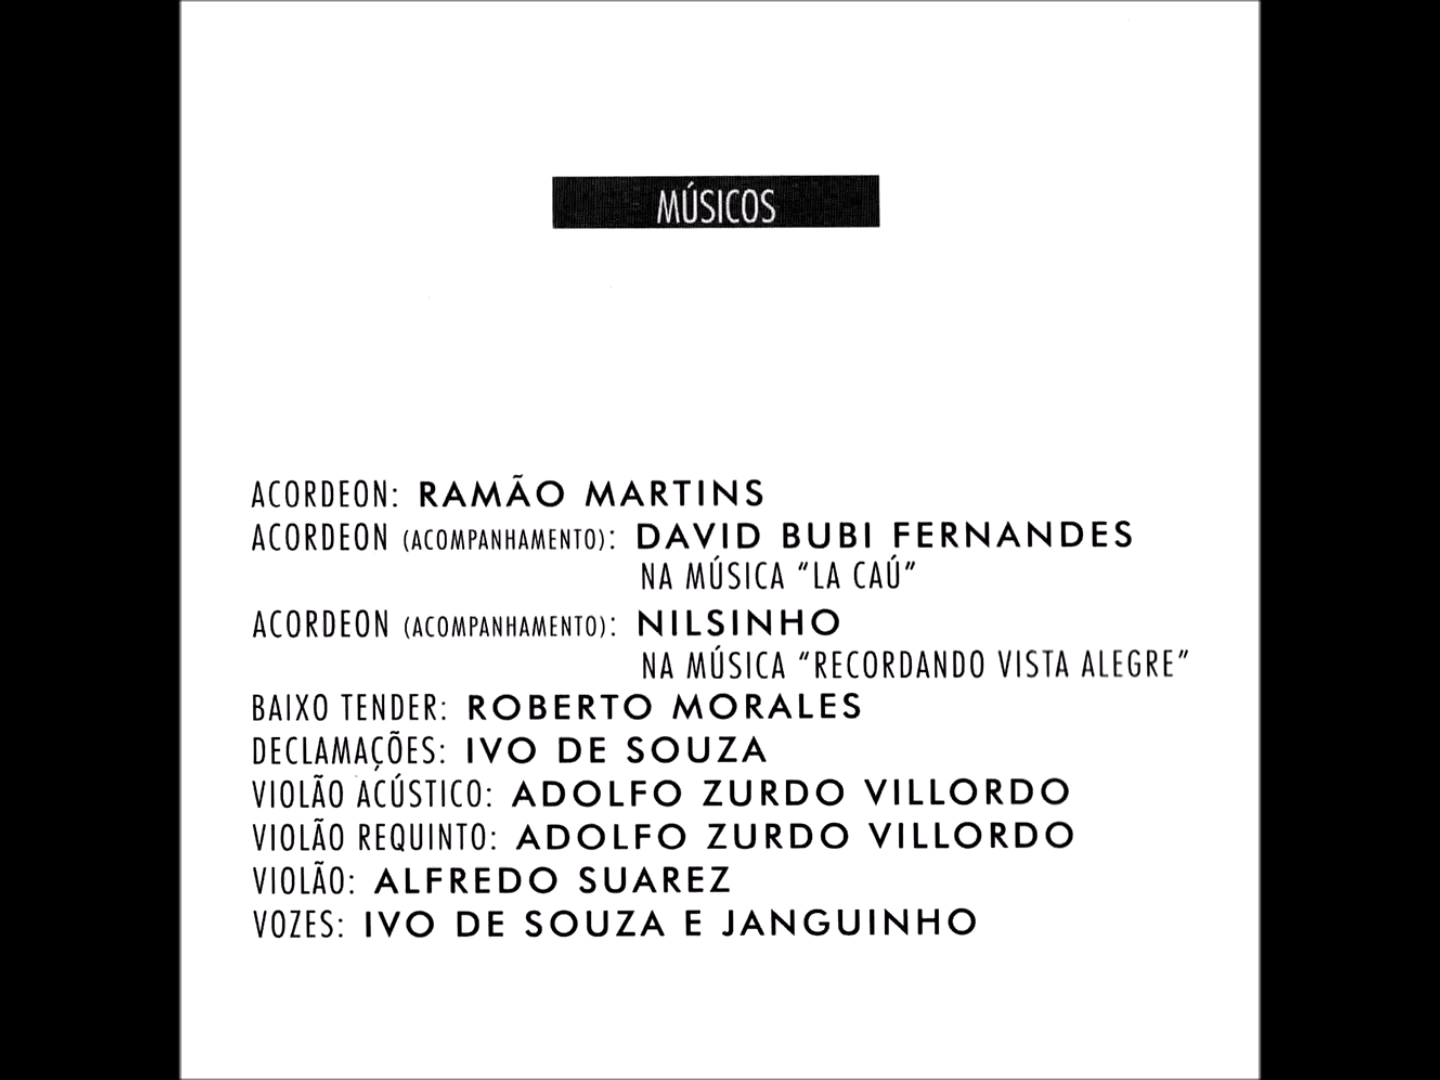 MÚSICOS
ACORDEON: RAMÃO MARTINS
ACORDEON (ACOMPANHAMENTO): DAVID BUBI FERNANDES
NA MÚSICA “LA CAÚ”
ACORDEON (ACOMPANHAMENTO): NILSINHO
NA MÚSICA “RECORDANDO VISTA ALEGRE”
BAIXO TENDER: ROBERTO MORALES
DECLAMAÇÕES: IVO DE SOUZA
VIOLÃO ACÚSTICO: ADOLFO ZURDO VILLORDO
VIOLÃO REQUINTO: ADOLFO ZURDO VILLORDO
VIOLÃO: ALFREDO SUAREZ
VOZES: IVO DE SOUZA E JANGUINHO